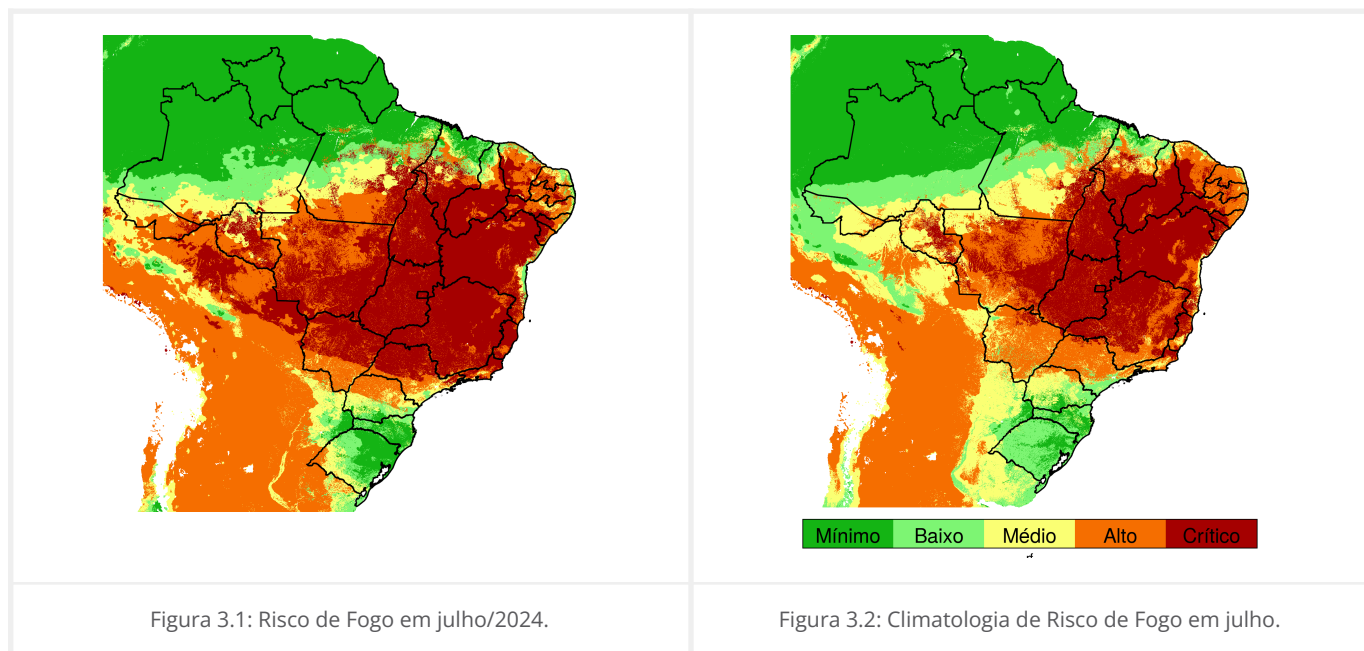 Mínimo Baixo Médio Alto Crítico
Figura 3.1: Risco de Fogo em julho/2024.
Figura 3.2: Climatologia de Risco de Fogo em julho.